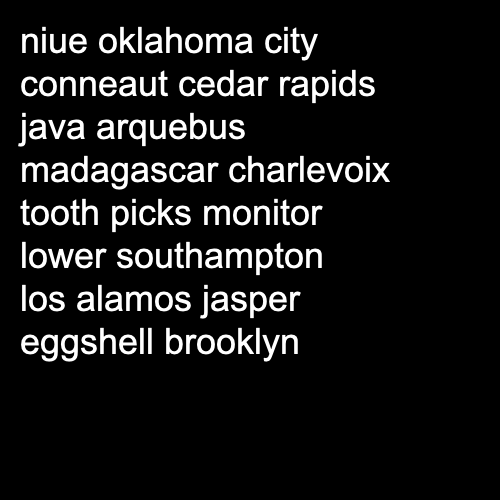 niue oklahoma city
conneaut cedar rapids
java arquebus
madagascar charlevoix
tooth picks monitor
lower southampton
los alamos jasper
eggshell brooklyn